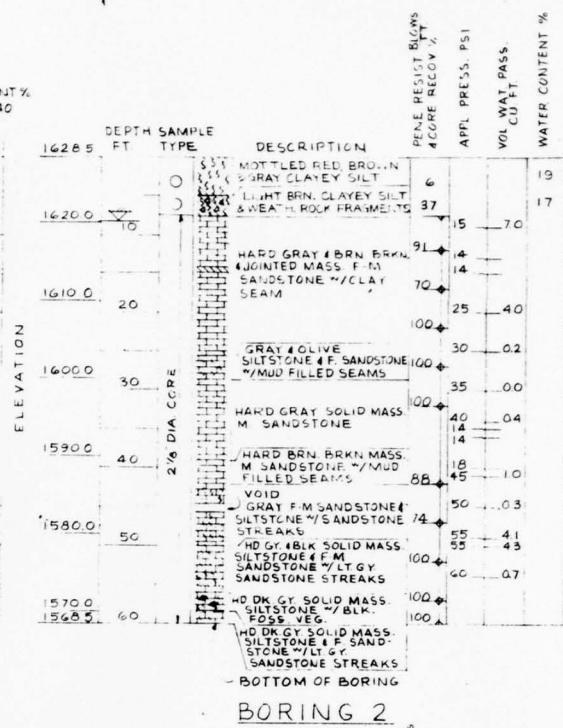 NT %
40
DEPTH SAMPLE
FT. TYPE DESCRIPTION
PENE RESIST BLOWS
FT
& CORE RECOV %
APPL PRESS. PSI
VOL WAT PASS.
CU FT.
WATER CONTENT %
1628.5
MOTTLED RED, BROWN
& GRAY CLAYEY SILT
6
19
LIGHT BRN. CLAYEY SILT
& WEATH. ROCK FRAGMENTS
37
17
1620.0
10
15 7.0
HARD GRAY & BRN BRKN
& JOINTED MASS. F-M
SANDSTONE W/CLAY
SEAM
91
14
14
70
1610.0
20
25 4.0
100
GRAY & OLIVE
SILTSTONE & F. SANDSTONE
W/MUD FILLED SEAMS
30 0.2
100
1600.0
30
35 0.0
100
HARD GRAY SOLID MASS.
M SANDSTONE
40 0.4
14
14
ELEVATION
2 1/8 DIA. CORE
1590.0
40
HARD BRN. BRKN MASS.
M SANDSTONE W/MUD
FILLED SEAMS
18
45 1.0
88
VOID
GRAY F-M SANDSTONE &
SILTSTONE W/SANDSTONE
STREAKS
50 0.3
74
1580.0
50
55 4.1
55 4.3
HD GY. & BLK SOLID MASS.
SILTSTONE & F M
SANDSTONE W/LT. GY.
SANDSTONE STREAKS
100
60 0.7
1570.0
HD DK. GY. SOLID MASS.
SILTSTONE W/ BLK.
FOSS. VEG.
100
1568.5
60
100
HD DK. GY. SOLID MASS.
SILTSTONE & F. SAND-
STONE W/LT. GY.
SANDSTONE STREAKS
BOTTOM OF BORING
BORING 2